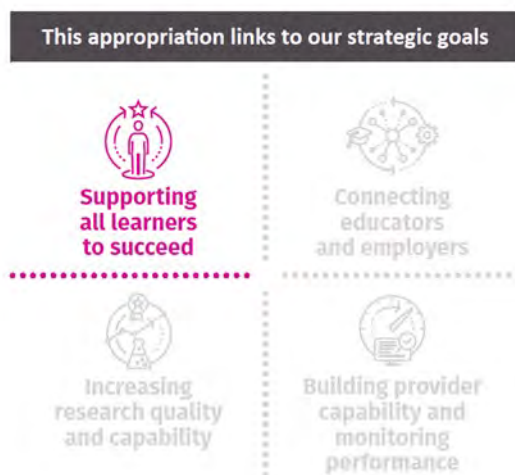 This appropriation links to our strategic goals
Supporting
all learners
to succeed
Connecting
educators
and employers
Increasing
research quality
and capability
Building provider
capability and
monitoring
performance